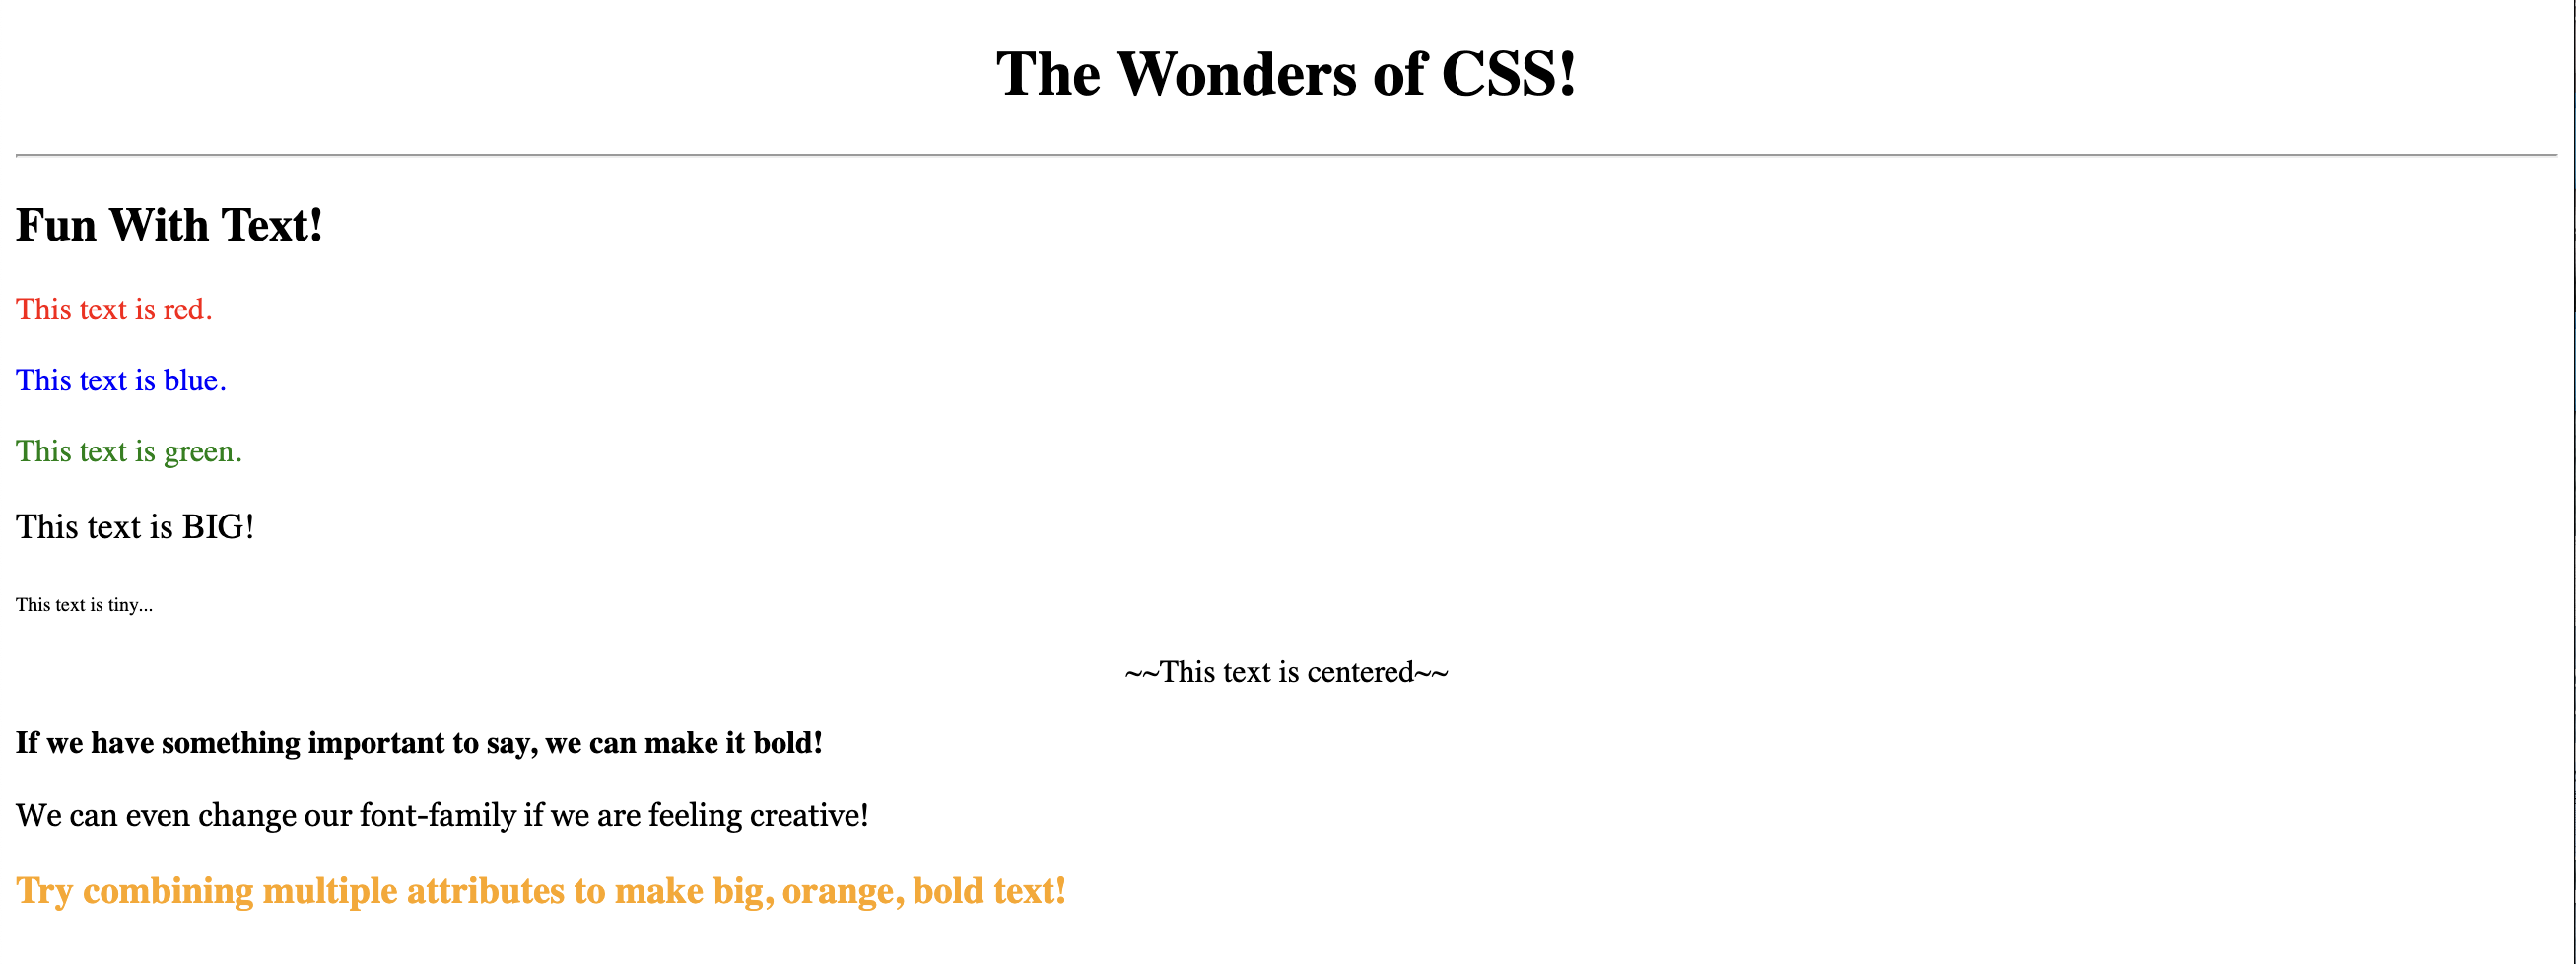 The Wonders of CSS!
Fun With Text!
This text is red.
This text is blue.
This text is green.
This text is BIG!
This text is tiny...
~~This text is centered~~
If we have something important to say, we can make it bold!
We can even change our font-family if we are feeling creative!
Try combining multiple attributes to make big, orange, bold text!